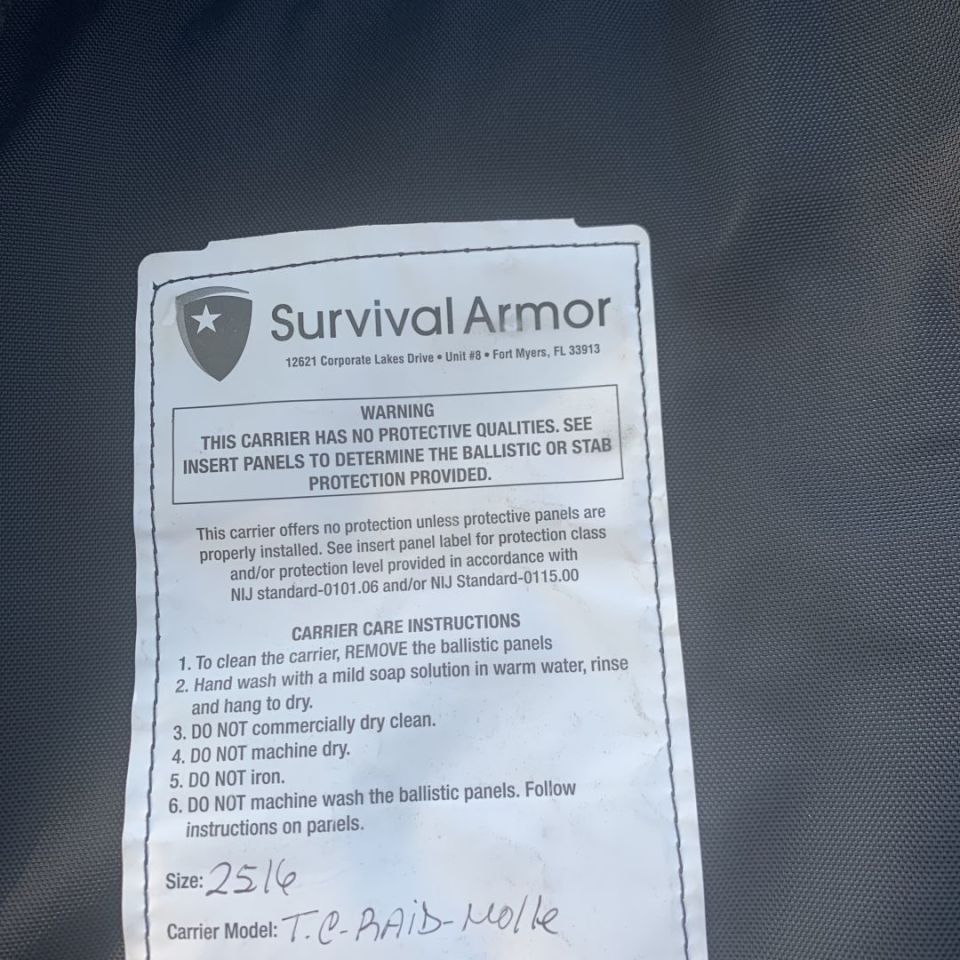 Survival Armor
12621 Corporate Lakes Drive • Unit #8 • Fort Myers, FL 33913
WARNING
THIS CARRIER HAS NO PROTECTIVE QUALITIES. SEE
INSERT PANELS TO DETERMINE THE BALLISTIC OR STAB
PROTECTION PROVIDED.
This carrier offers no protection unless protective panels are
properly installed. See insert panel label for protection class
and/or protection level provided in accordance with
NIJ standard-0101.06 and/or NIJ Standard-0115.00
CARRIER CARE INSTRUCTIONS
1. To clean the carrier, REMOVE the ballistic panels
2. Hand wash with a mild soap solution in warm water, rinse
and hang to dry.
3. DO NOT commercially dry clean.
4. DO NOT machine dry.
5. DO NOT iron.
6. DO NOT machine wash the ballistic panels. Follow
instructions on panels.
Size: 2516
Carrier Model: T.C-RAID-Molle